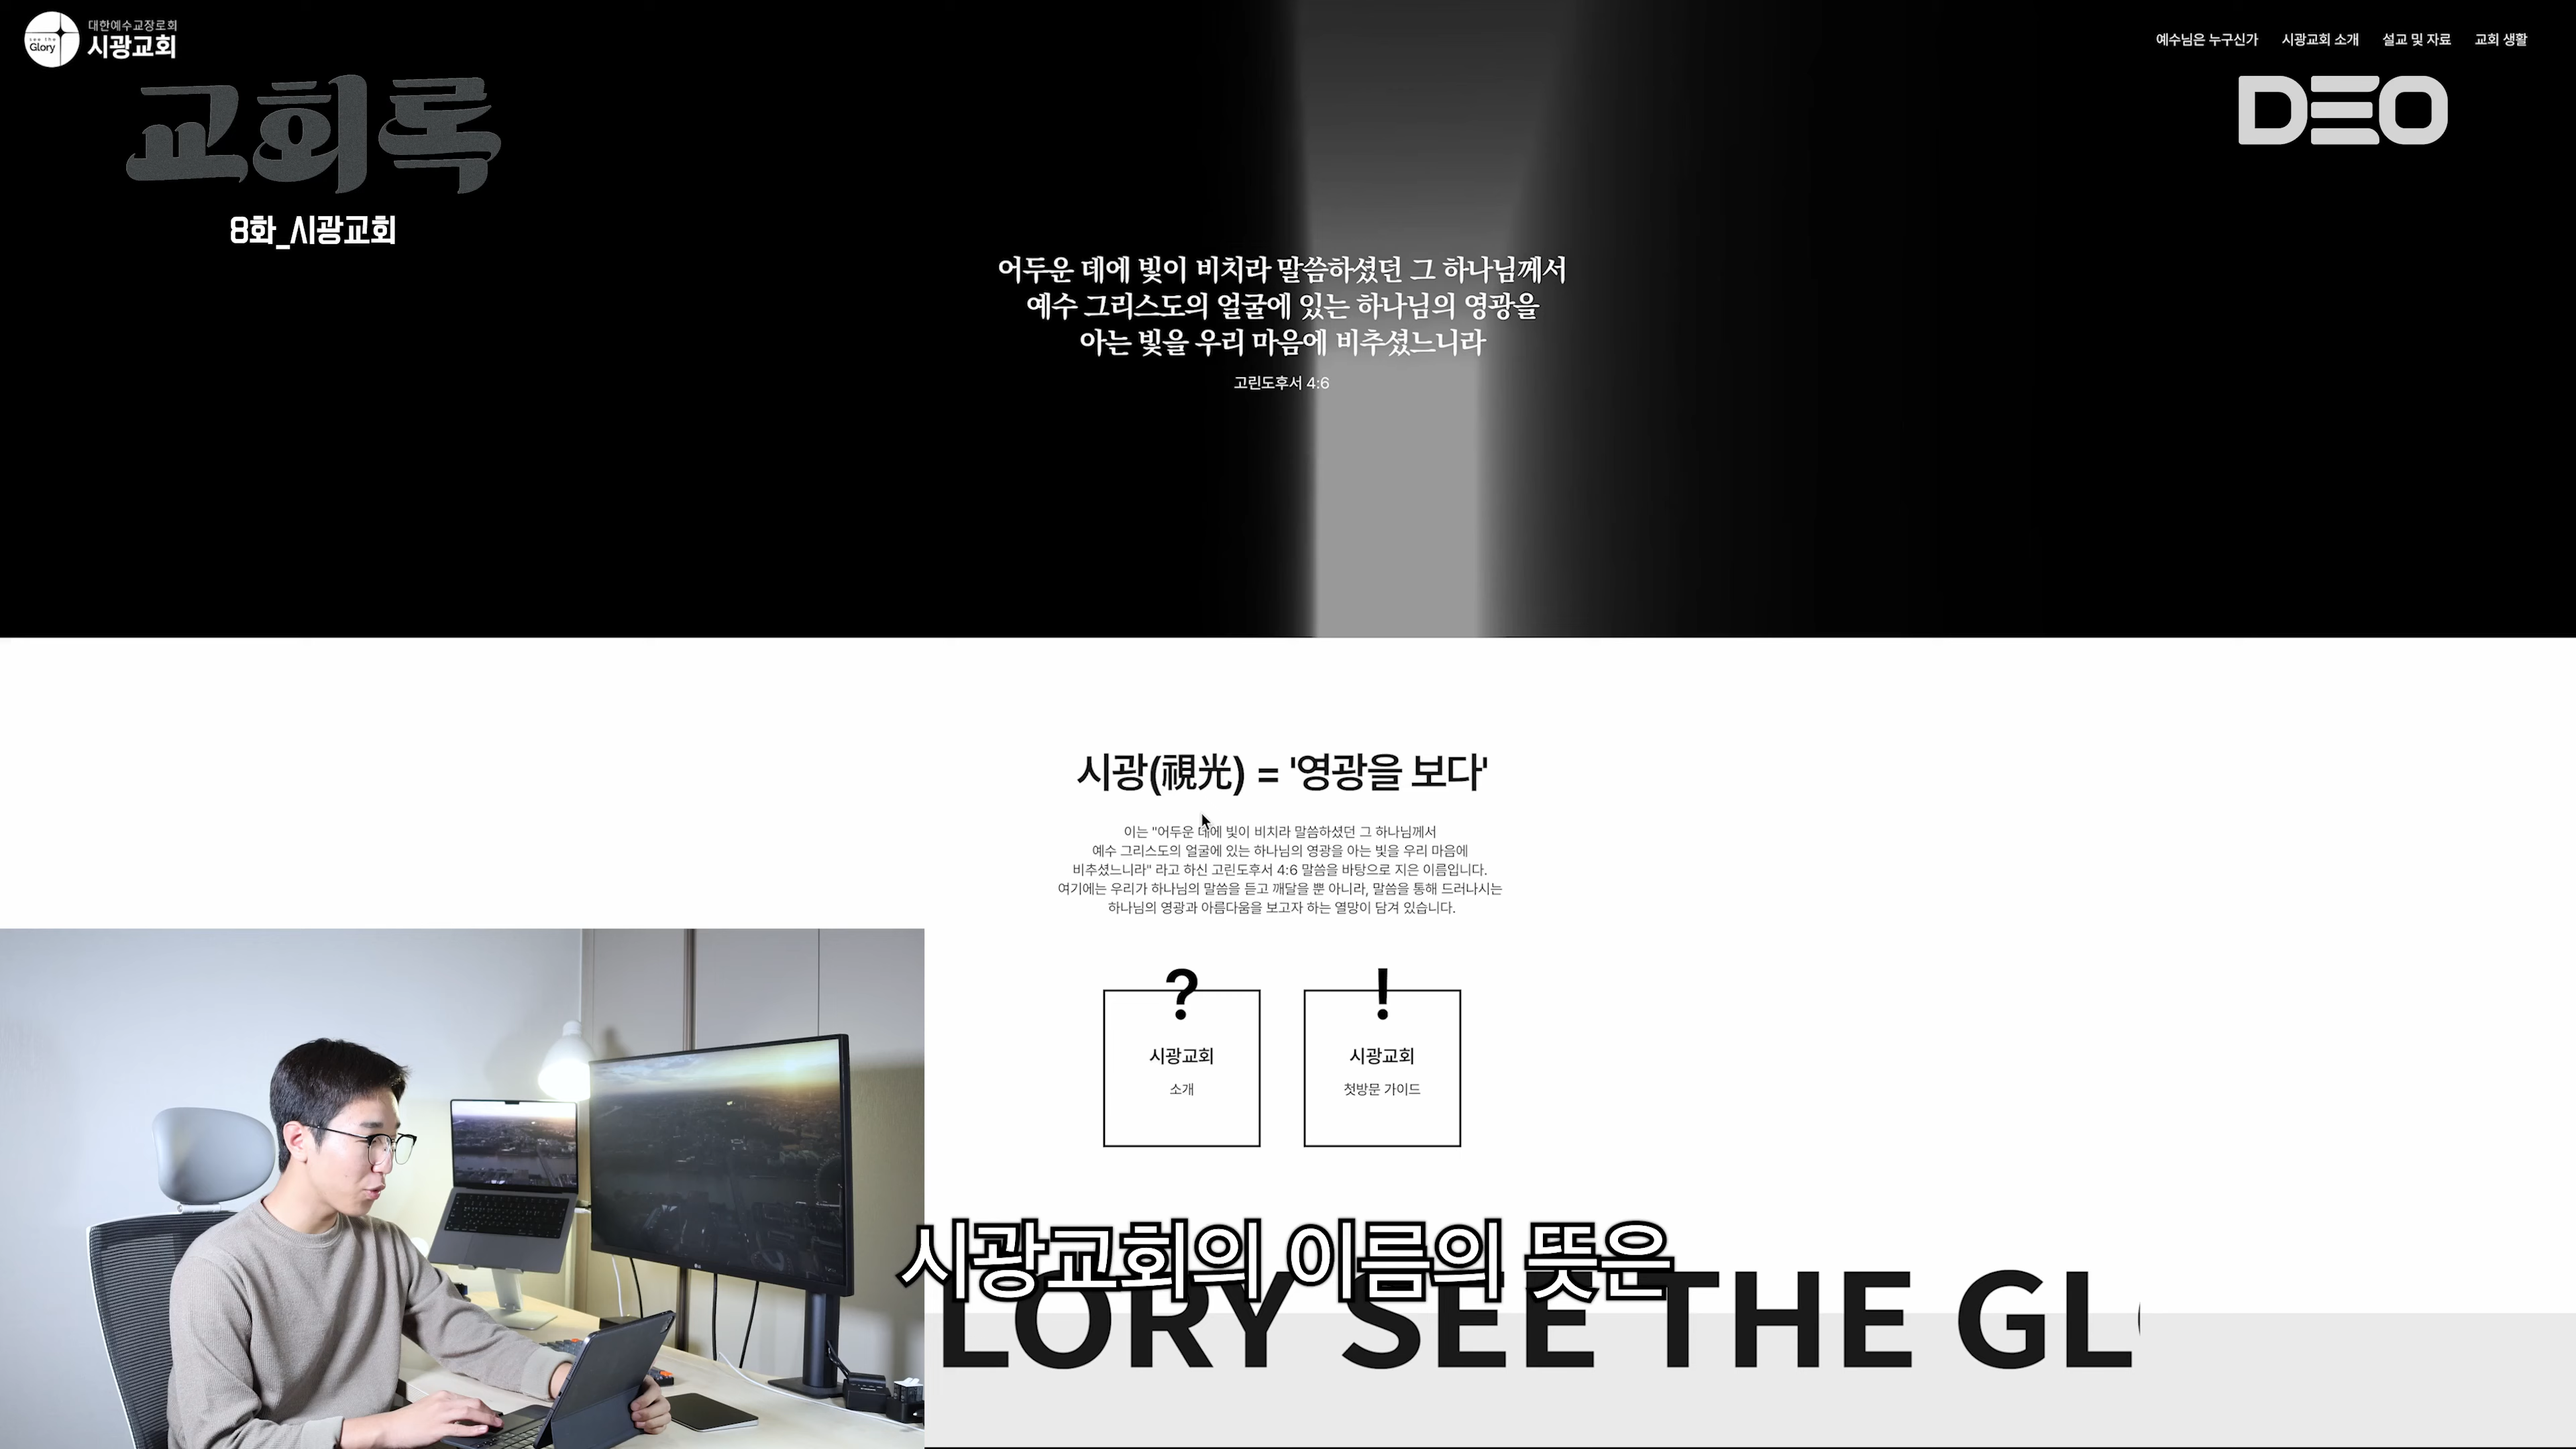 see the
Glory
대한예수교장로회
시광교회
예수님은 누구신가
시광교회 소개
설교 및 자료
교회 생활
교회록
8화_시광교회
DEO
어두운 데에 빛이 비치라 말씀하셨던 그 하나님께서
예수 그리스도의 얼굴에 있는 하나님의 영광을
아는 빛을 우리 마음에 비추셨느니라
고린도후서 4:6
시광(視光) = '영광을 보다'
이는 "어두운 데에 빛이 비치라 말씀하셨던 그 하나님께서
예수 그리스도의 얼굴에 있는 하나님의 영광을 아는 빛을 우리 마음에
비추셨느니라" 라고 하신 고린도후서 4:6 말씀을 바탕으로 지은 이름입니다.
여기에는 우리가 하나님의 말씀을 듣고 깨달을 뿐 아니라, 말씀을 통해 드러나시는
하나님의 영광과 아름다움을 보고자 하는 열망이 담겨 있습니다.
?
시광교회
소개
!
시광교회
첫방문 가이드
시광교회의 이름의 뜻은
LORY SEE THE GL